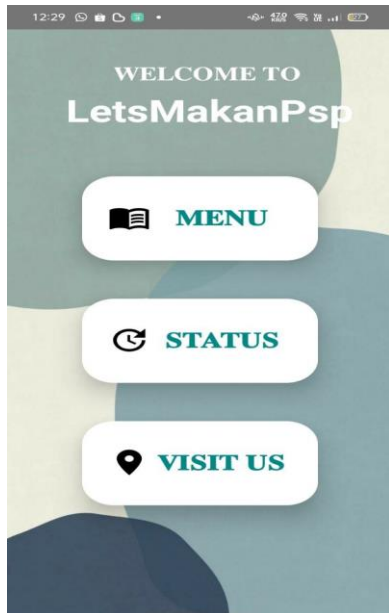 12:29
WELCOME TO
LetsMakanPsp
MENU
STATUS
VISIT US